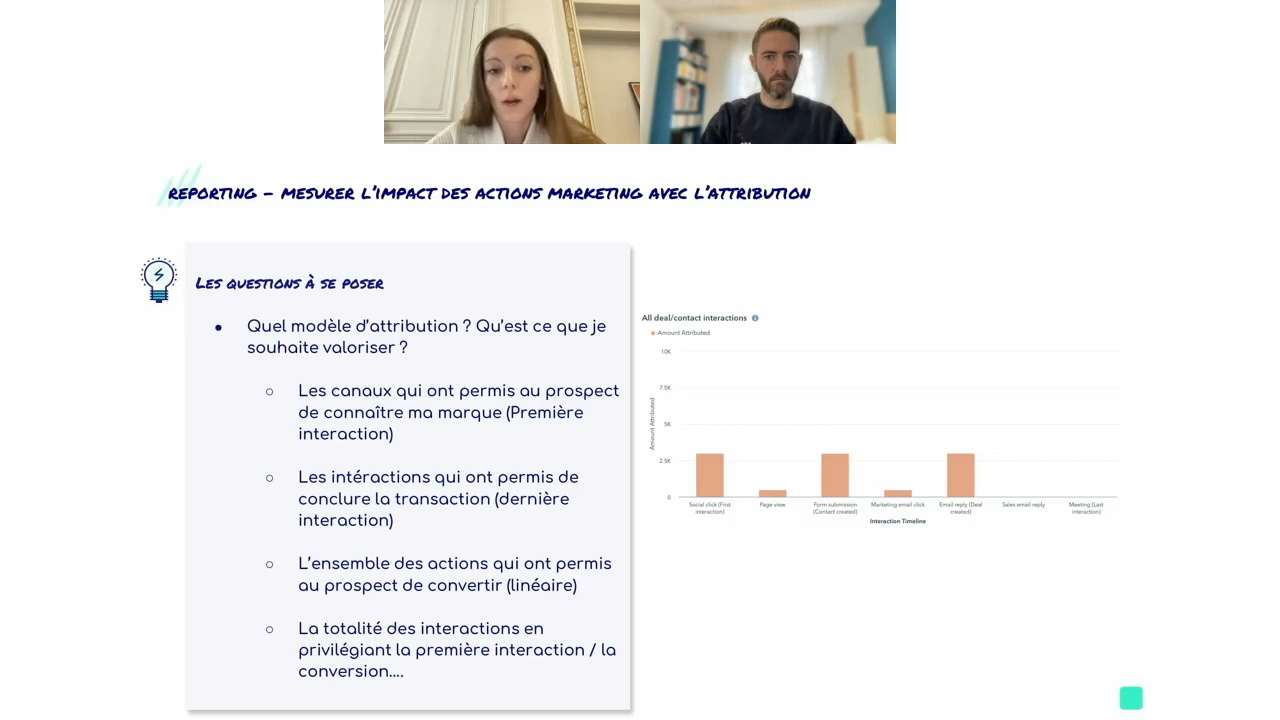 REPORTING - MESURER L'IMPACT DES ACTIONS MARKETING AVEC L'ATTRIBUTION
LES QUESTIONS À SE POSER
● Quel modèle d'attribution ? Qu'est ce que je
souhaite valoriser ?
○ Les canaux qui ont permis au prospect
de connaître ma marque (Première
interaction)
○ Les intéractions qui ont permis de
conclure la transaction (dernière
interaction)
○ L'ensemble des actions qui ont permis
au prospect de convertir (linéaire)
○ La totalité des interactions en
privilégiant la première interaction / la
conversion....
All deal/contact interactions
Amount Attributed
10K
7.5K
5K
2.5K
0
Amount Attributed
Social click (First
interaction)
Page view
Form submission
(Contact created)
Marketing email click
Email reply (Deal
created)
Sales email reply
Meeting (Last
interaction)
Interaction Timeline